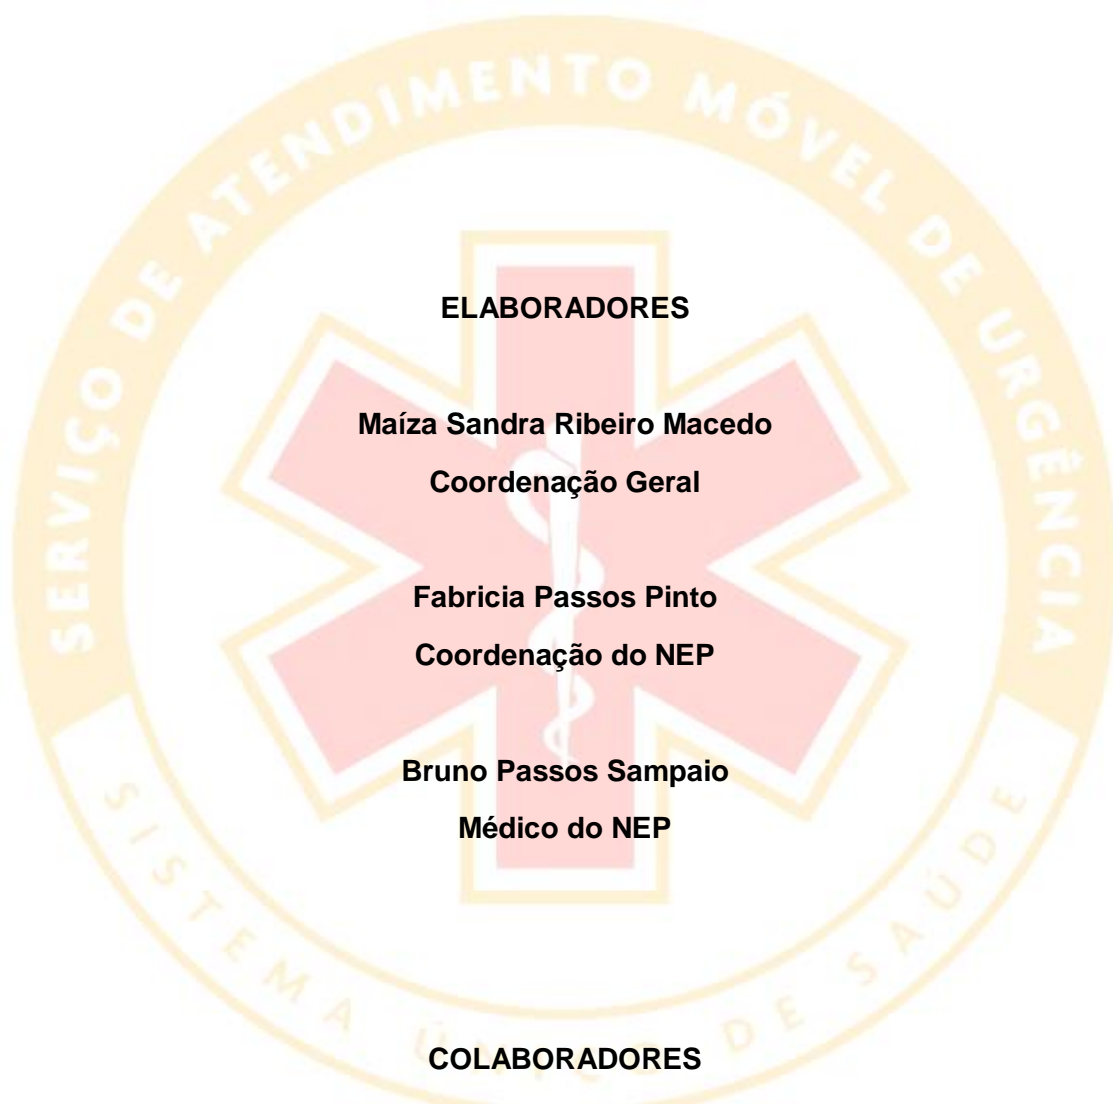 SERVIÇO DE ATENDIMENTO MÓVEL DE URGÊNCIA
ELABORADORES
Maíza Sandra Ribeiro Macedo
Coordenação Geral
Fabricia Passos Pinto
Coordenação do NEP
Bruno Passos Sampaio
Médico do NEP
SISTEMA ÚNICO DE SAÚDE
COLABORADORES